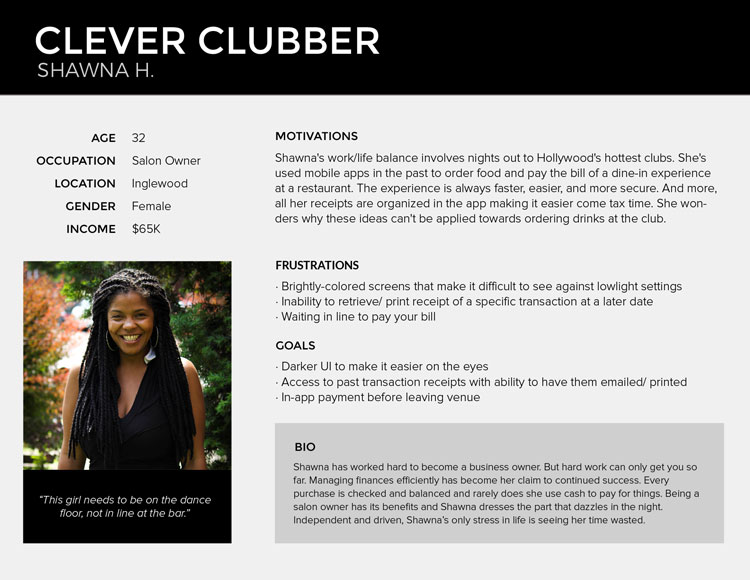 CLEVER CLUBBER
SHAWNA H.
AGE 32
OCCUPATION Salon Owner
LOCATION Inglewood
GENDER Female
INCOME $65K
"This girl needs to be on the dance
floor, not in line at the bar."
MOTIVATIONS
Shawna's work/life balance involves nights out to Hollywood's hottest clubs. She's
used mobile apps in the past to order food and pay the bill of a dine-in experience
at a restaurant. The experience is always faster, easier, and more secure. And more,
all her receipts are organized in the app making it easier come tax time. She won-
ders why these ideas can't be applied towards ordering drinks at the club.
FRUSTRATIONS
· Brightly-colored screens that make it difficult to see against lowlight settings
· Inability to retrieve/ print receipt of a specific transaction at a later date
· Waiting in line to pay your bill
GOALS
· Darker UI to make it easier on the eyes
· Access to past transaction receipts with ability to have them emailed/ printed
· In-app payment before leaving venue
BIO
Shawna has worked hard to become a business owner. But hard work can only get you so
far. Managing finances efficiently has become her claim to continued success. Every
purchase is checked and balanced and rarely does she use cash to pay for things. Being a
salon owner has its benefits and Shawna dresses the part that dazzles in the night.
Independent and driven, Shawna's only stress in life is seeing her time wasted.